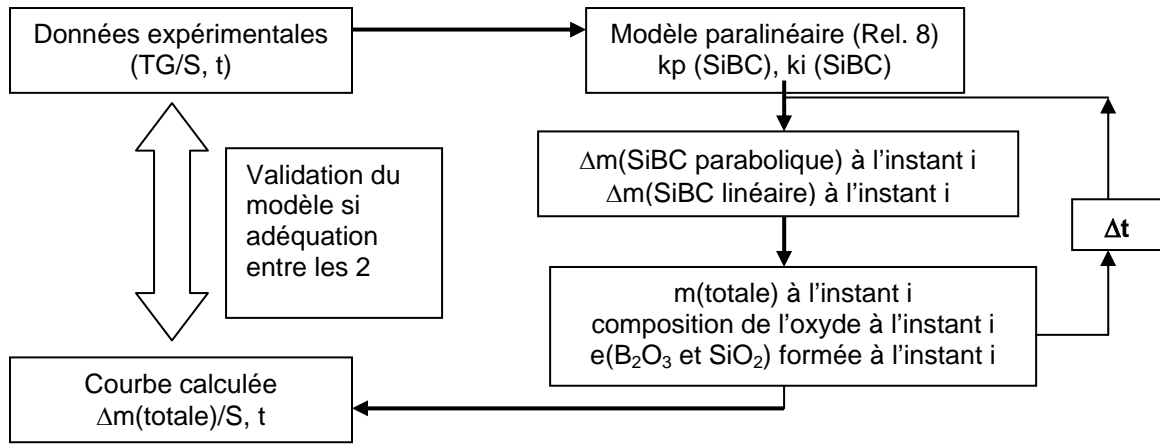 Données expérimentales
(TG/S, t)
Modèle paralinéaire (Rel. 8)
kp (SiBC), ki (SiBC)
∆m(SiBC parabolique) à l’instant i
∆m(SiBC linéaire) à l’instant i
Validation du
modèle si
adéquation
entre les 2
∆t
m(totale) à l’instant i
composition de l’oxyde à l’instant i
e(B₂O₃ et SiO₂) formée à l’instant i
Courbe calculée
∆m(totale)/S, t